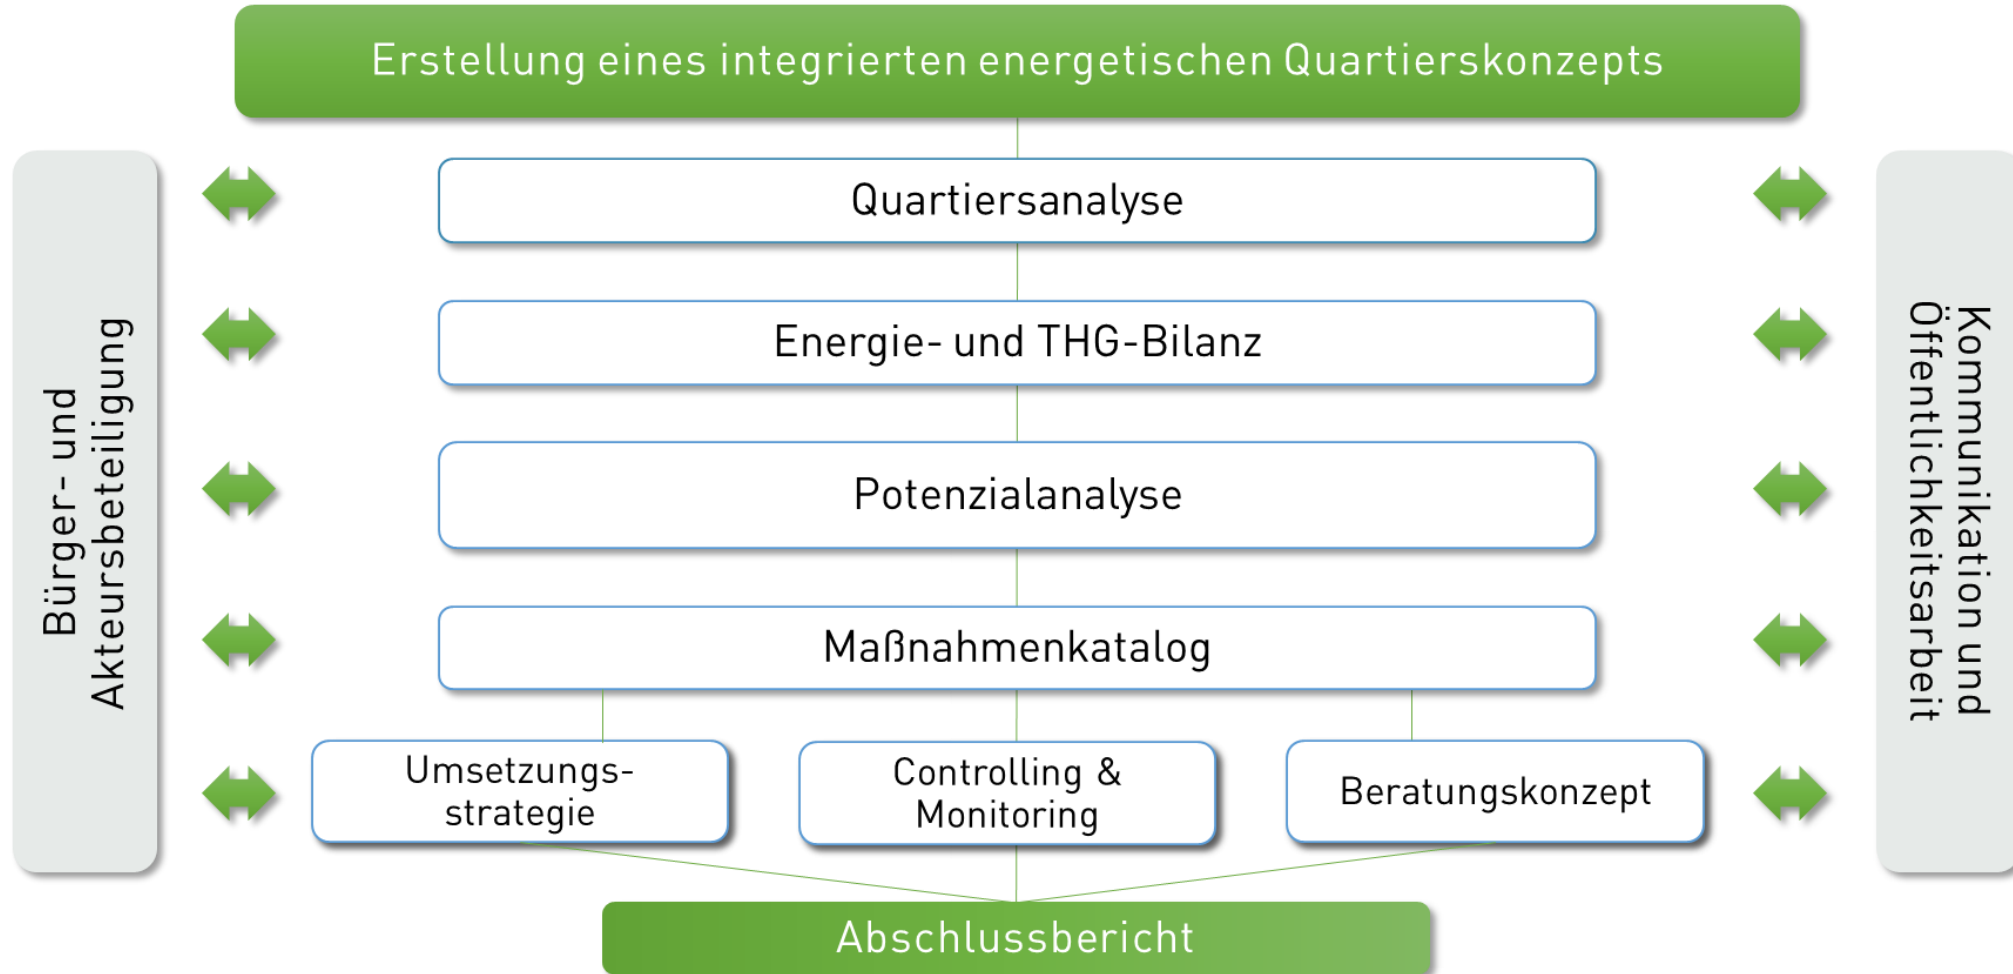 Erstellung eines integrierten energetischen Quartierskonzepts
Bürger- und
Akteursbeteiligung
Quartiersanalyse
Energie- und THG-Bilanz
Potenzialanalyse
Maßnahmenkatalog
Umsetzungs-
strategie
Controlling &
Monitoring
Beratungskonzept
Kommunikation und
Öffentlichkeitsarbeit
Abschlussbericht